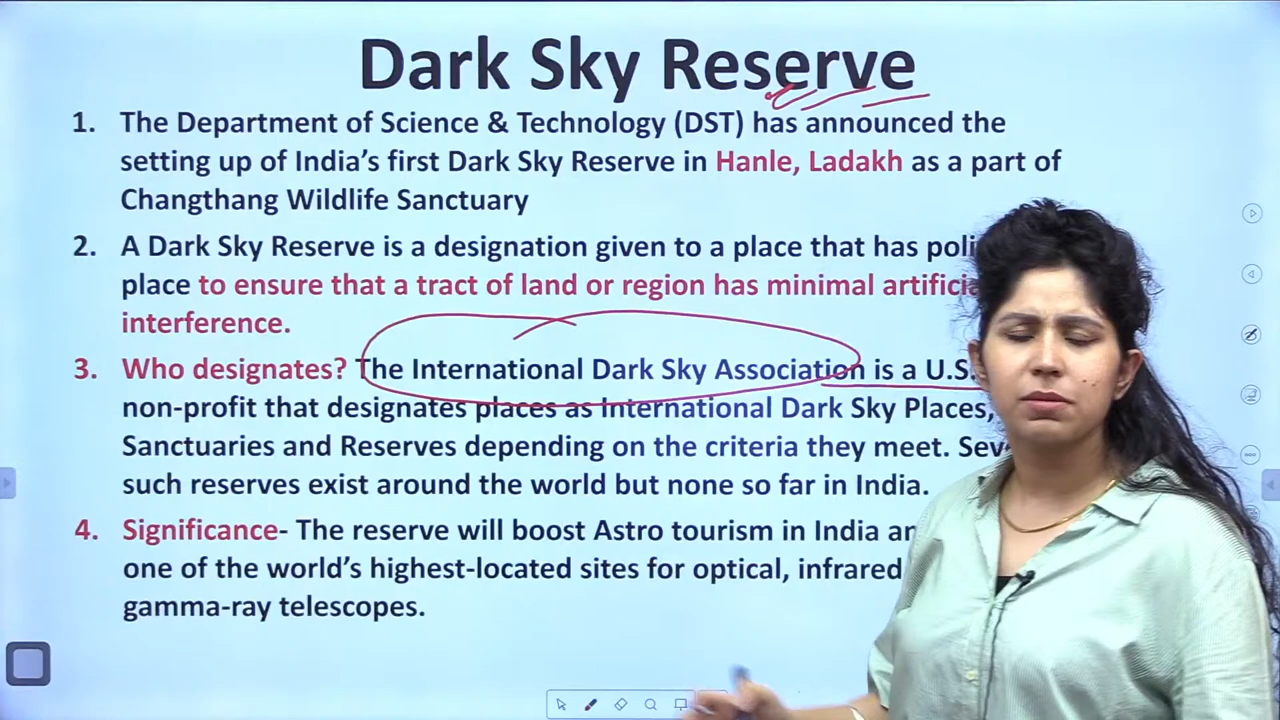 Dark Sky Reserve
1. The Department of Science & Technology (DST) has announced the
setting up of India's first Dark Sky Reserve in Hanle, Ladakh as a part of
Changthang Wildlife Sanctuary
2. A Dark Sky Reserve is a designation given to a place that has
place to ensure that a tract of land or region has minimal
interference.
3. Who designates? The International Dark Sky Association is a U.S.
non-profit that designates places as International Dark Sky Places,
Sanctuaries and Reserves depending on the criteria they meet.
such reserves exist around the world but none so far in India.
4. Significance- The reserve will boost Astro tourism in India
one of the world's highest-located sites for optical, infrared
gamma-ray telescopes.